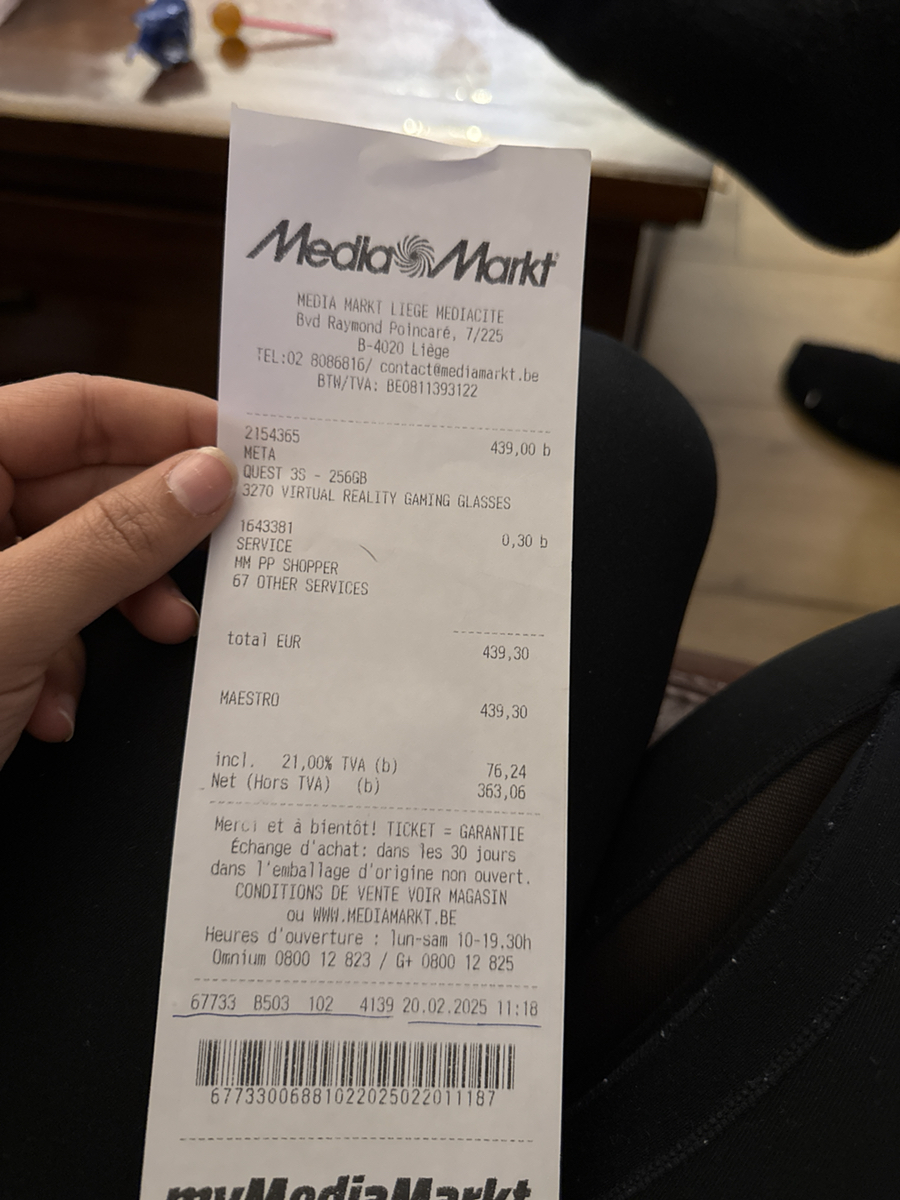 Media Markt
MEDIA MARKT LIEGE MEDIACITE
Bvd Raymond Poincaré, 7/225
B-4020 Liège
TEL:02 8086816/ contact@mediamarkt.be
BTW/TVA: BE0811393122
2154365 439,00 b
META
QUEST 3S - 256GB
3270 VIRTUAL REALITY GAMING GLASSES
1643381 0,30 b
SERVICE
MM PP SHOPPER
67 OTHER SERVICES
total EUR 439,30
MAESTRO 439,30
incl. 21,00% TVA (b) 76,24
Net (Hors TVA) (b) 363,06
Merci et à bientôt! TICKET = GARANTIE
Échange d'achat: dans les 30 jours
dans l'emballage d'origine non ouvert.
CONDITIONS DE VENTE VOIR MAGASIN
ou WWW.MEDIAMARKT.BE
Heures d'ouverture : lun-sam 10-19.30h
Omnium 0800 12 823 / G+ 0800 12 825
67733 B503 102 4139 20.02.2025 11:18
6773300688102202502201​1187
myMediaMarkt